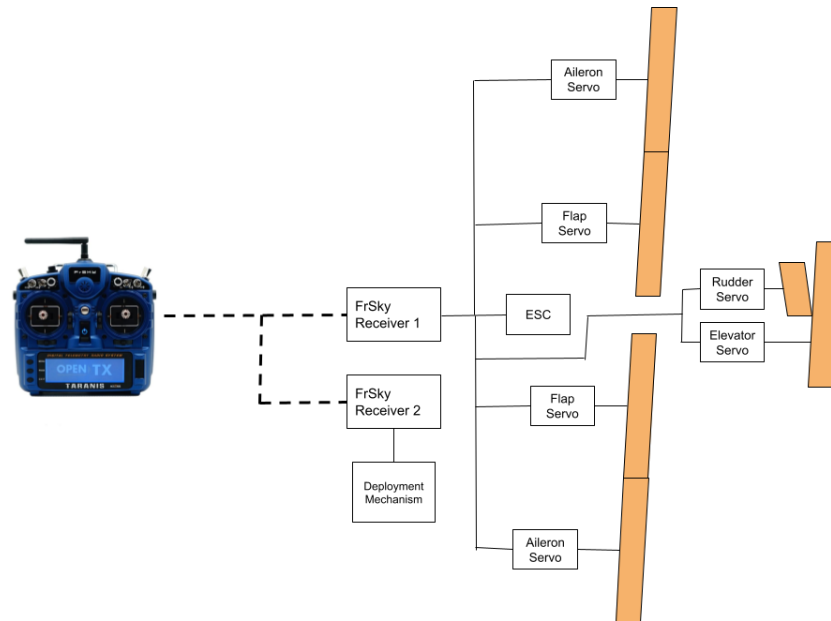 Aileron
Servo
Flap
Servo
FrSky
Receiver 1
ESC
Rudder
Servo
Elevator
Servo
FrSky
Receiver 2
Flap
Servo
Deployment
Mechanism
Aileron
Servo
FrSKY
OPEN TX
TARANIS